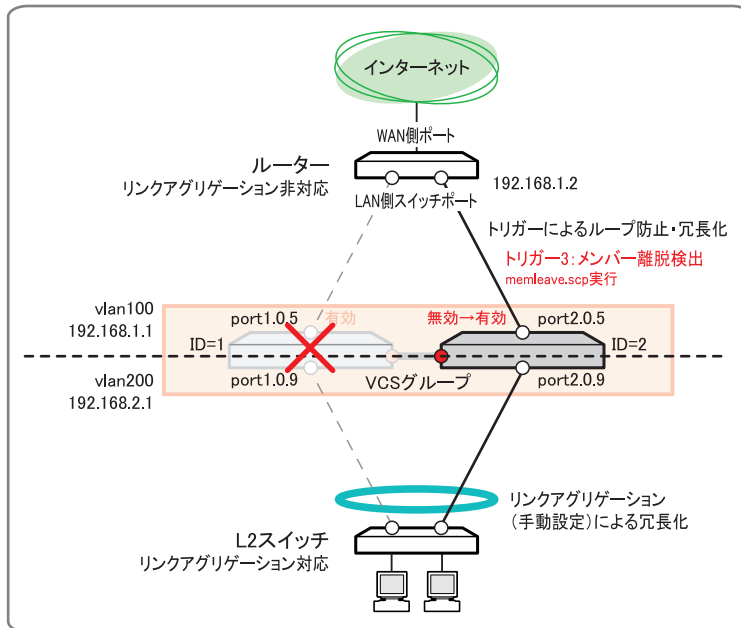 インターネット
WAN側ポート
ルーター
リンクアグリゲーション非対応
192.168.1.2
LAN側スイッチポート
トリガーによるループ防止・冗長化
トリガー3：メンバー離脱検出
memleave.scp実行
vlan100
192.168.1.1
port1.0.5
有効
無効→有効
port2.0.5
ID=1
ID=2
vlan200
192.168.2.1
port1.0.9
VCSグループ
port2.0.9
リンクアグリゲーション
（手動設定）による冗長化
L2スイッチ
リンクアグリゲーション対応